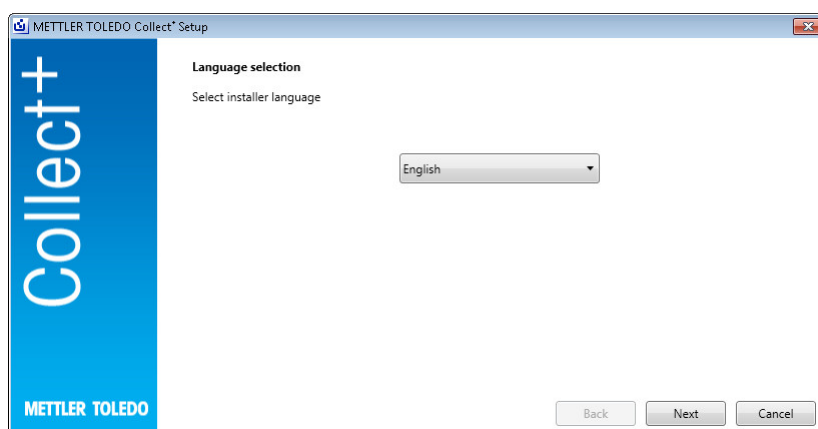 METTLER TOLEDO Collect⁺ Setup
Collect+
Language selection
Select installer language
English
METTLER TOLEDO
Back
Next
Cancel